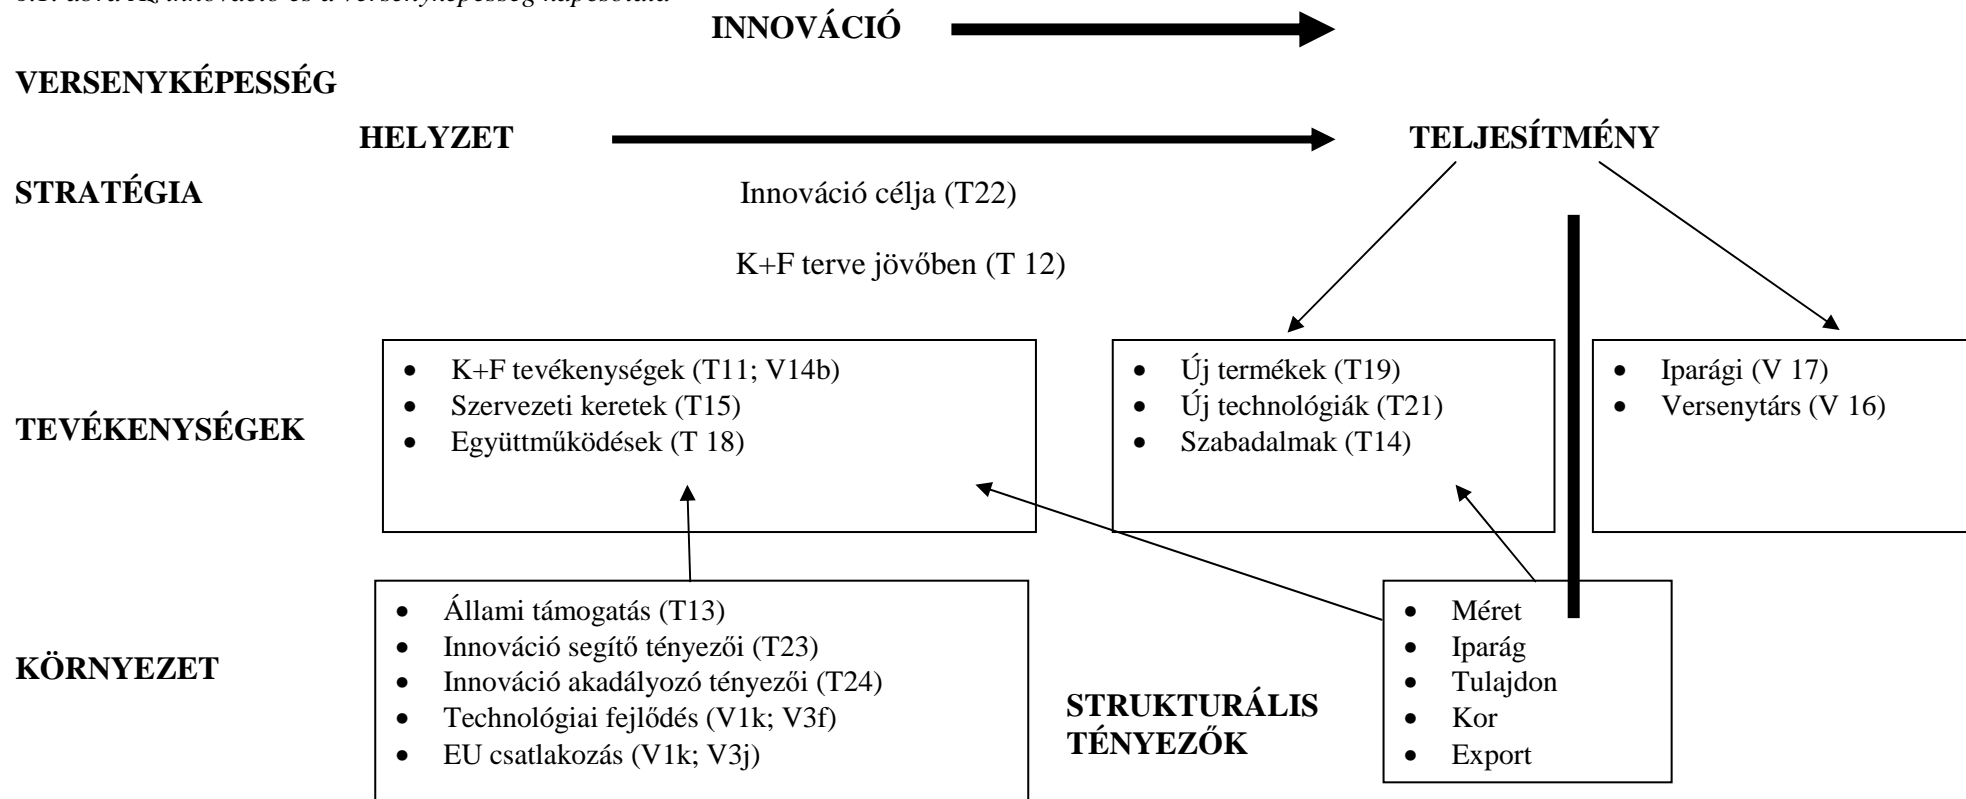 INNOVÁCIÓ
VERSENYKÉPESSÉG
HELYZET
TELJESÍTMÉNY
STRATÉGIA
Innováció célja (T22)
K+F terve jövőben (T 12)
TEVÉKENYSÉGEK
• K+F tevékenységek (T11; V14b)
• Szervezeti keretek (T15)
• Együttműködések (T 18)
• Új termékek (T19)
• Új technológiák (T21)
• Szabadalmak (T14)
• Iparági (V 17)
• Versenytárs (V 16)
KÖRNYEZET
• Állami támogatás (T13)
• Innováció segítő tényezői (T23)
• Innováció akadályozó tényezői (T24)
• Technológiai fejlődés (V1k; V3f)
• EU csatlakozás (V1k; V3j)
STRUKTURÁLIS
TÉNYEZŐK
• Méret
• Iparág
• Tulajdon
• Kor
• Export